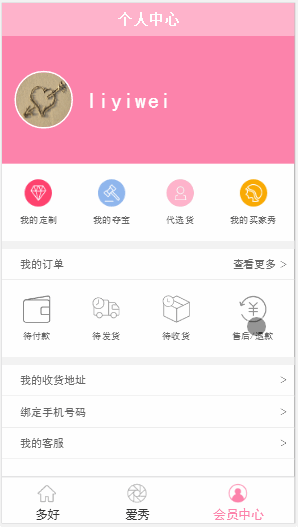 个人中心
liyiwei
我的定制 我的夺宝 代选货 我的买家秀
我的订单 查看更多 >
待付款 待发货 待收货 售后/退款
我的收货地址 >
绑定手机号码 >
我的客服 >
多好 爱秀 会员中心